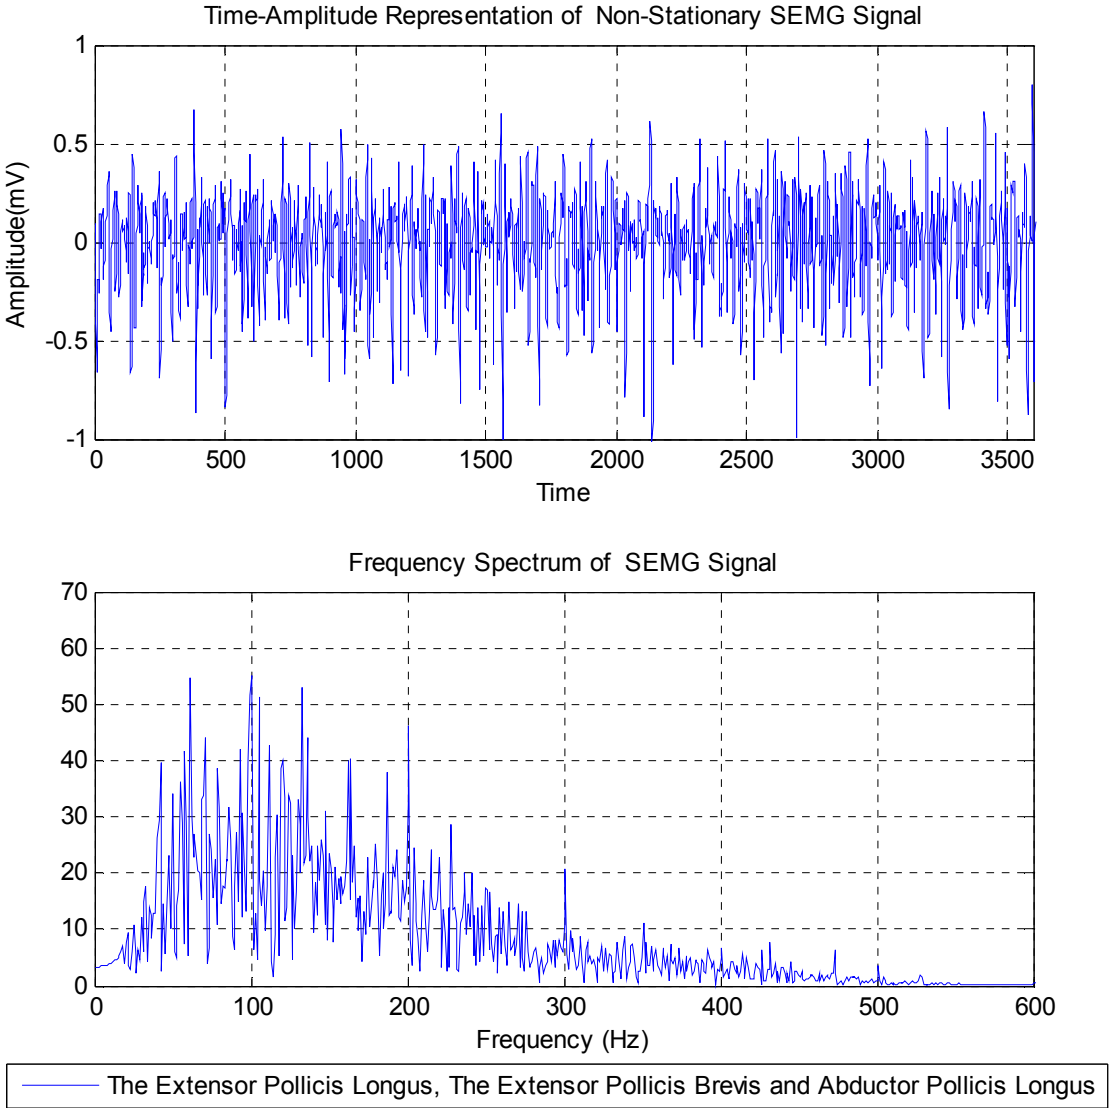 Time-Amplitude Representation of Non-Stationary SEMG Signal
1
0.5
0
-0.5
-1
Amplitude(mV)
0 500 1000 1500 2000 2500 3000 3500
Time
Frequency Spectrum of SEMG Signal
70
60
50
40
30
20
10
0
0 100 200 300 400 500 600
Frequency (Hz)
The Extensor Pollicis Longus, The Extensor Pollicis Brevis and Abductor Pollicis Longus